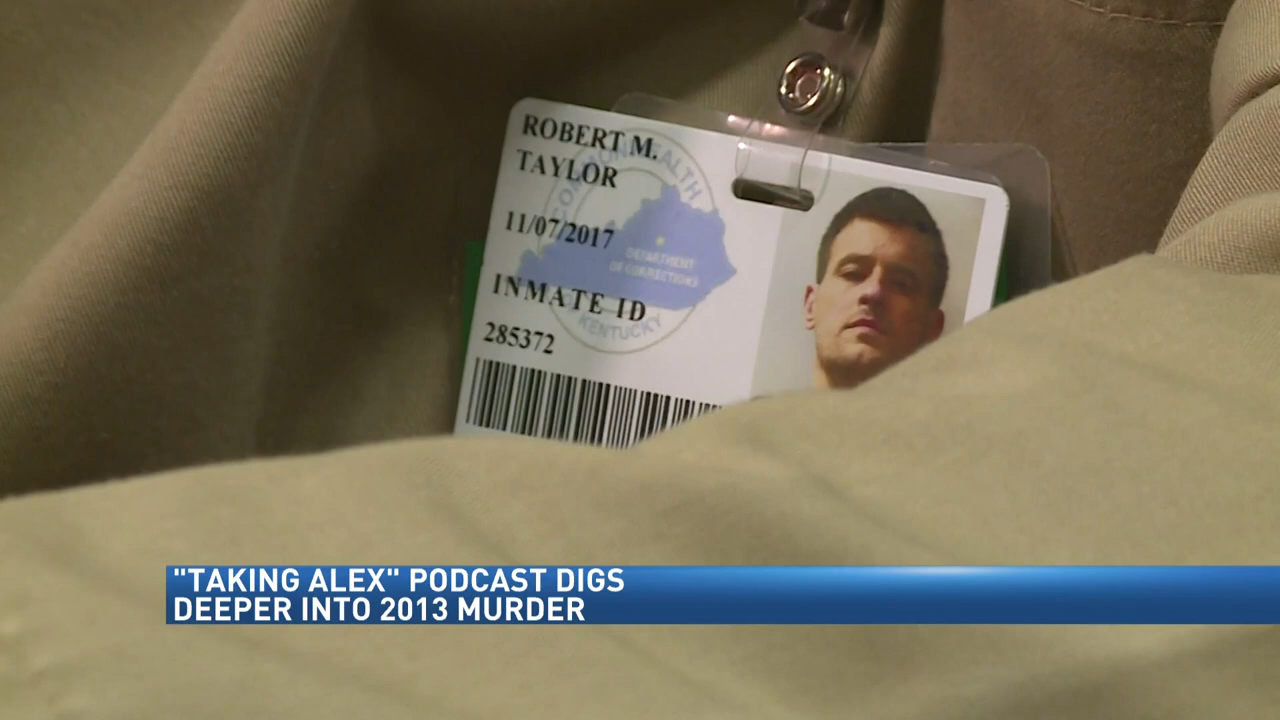 ROBERT M.
TAYLOR
COMMONWEALTH
11/07/2017
DEPARTMENT
OF CORRECTIONS
INMATE ID
KENTUCKY
285372
"TAKING ALEX" PODCAST DIGS
DEEPER INTO 2013 MURDER